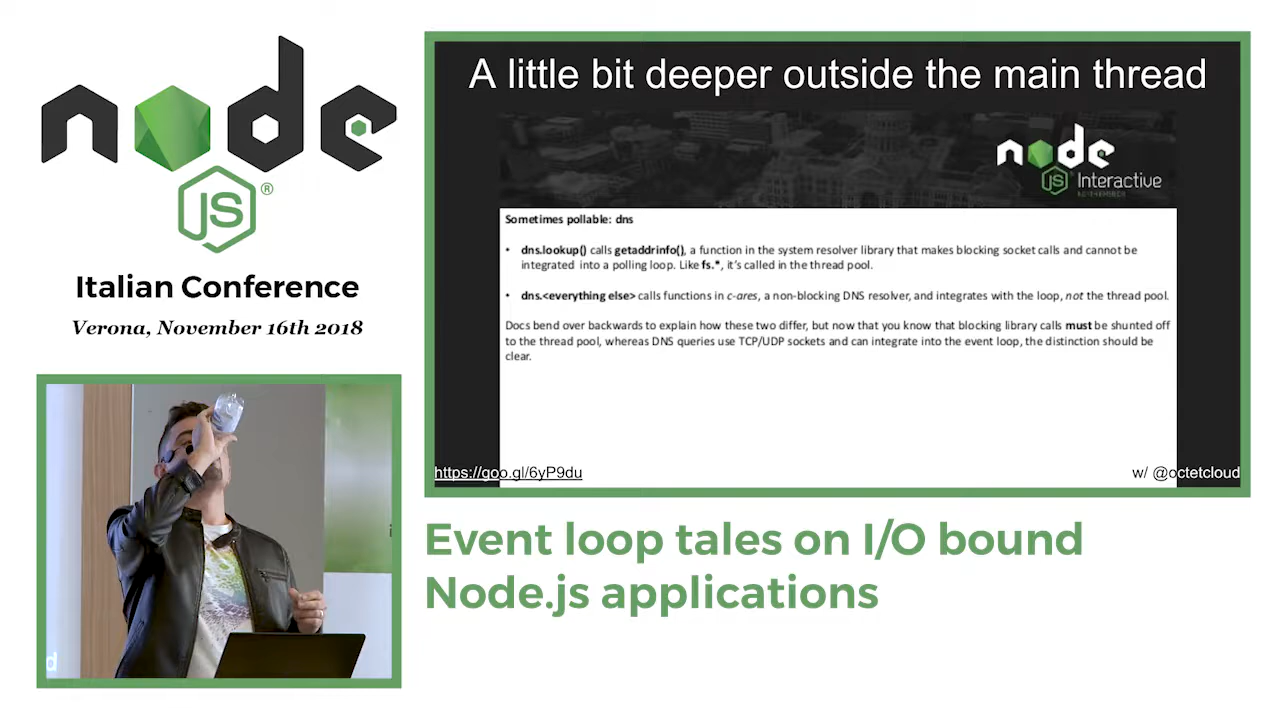 node
JS ®
Italian Conference
Verona, November 16th 2018
A little bit deeper outside the main thread
node
JS Interactive
Sometimes pollable: dns
• dns.lookup() calls getaddrinfo(), a function in the system resolver library that makes blocking socket calls and cannot be
integrated into a polling loop. Like fs.*, it's called in the thread pool.
• dns.<everything else> calls functions in c-ares, a non-blocking DNS resolver, and integrates with the loop, not the thread pool.
Docs bend over backwards to explain how these two differ, but now that you know that blocking library calls must be shunted off
to the thread pool, whereas DNS queries use TCP/UDP sockets and can integrate into the event loop, the distinction should be
clear.
https://goo.gl/6yP9du
w/ @octetcloud
d
Event loop tales on I/O bound
Node.js applications